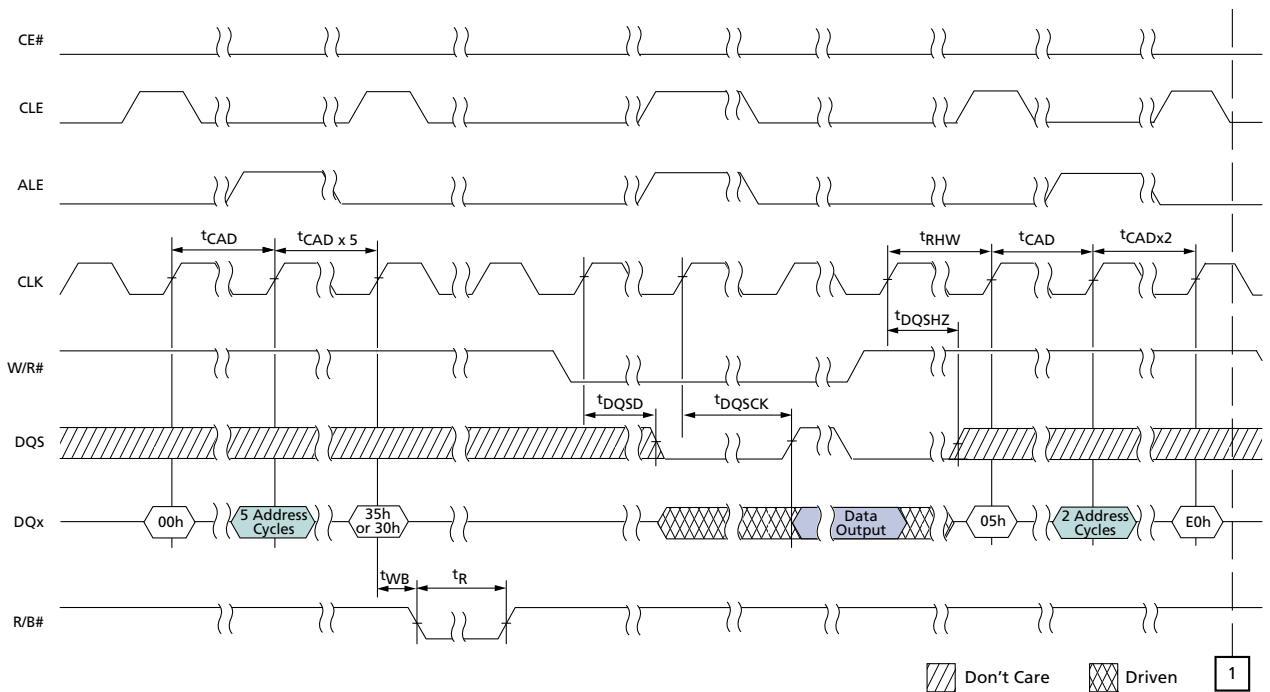 CE#
CLE
ALE
tCAD
tCAD x 5
tRHW
tCAD
tCADx2
CLK
tDQSHZ
W/R#
tDQSD
tDQSCK
DQS
DQx
00h
5 Address
Cycles
35h
or 30h
Data
Output
05h
2 Address
Cycles
E0h
tWB
tR
R/B#
Don't Care
Driven
1